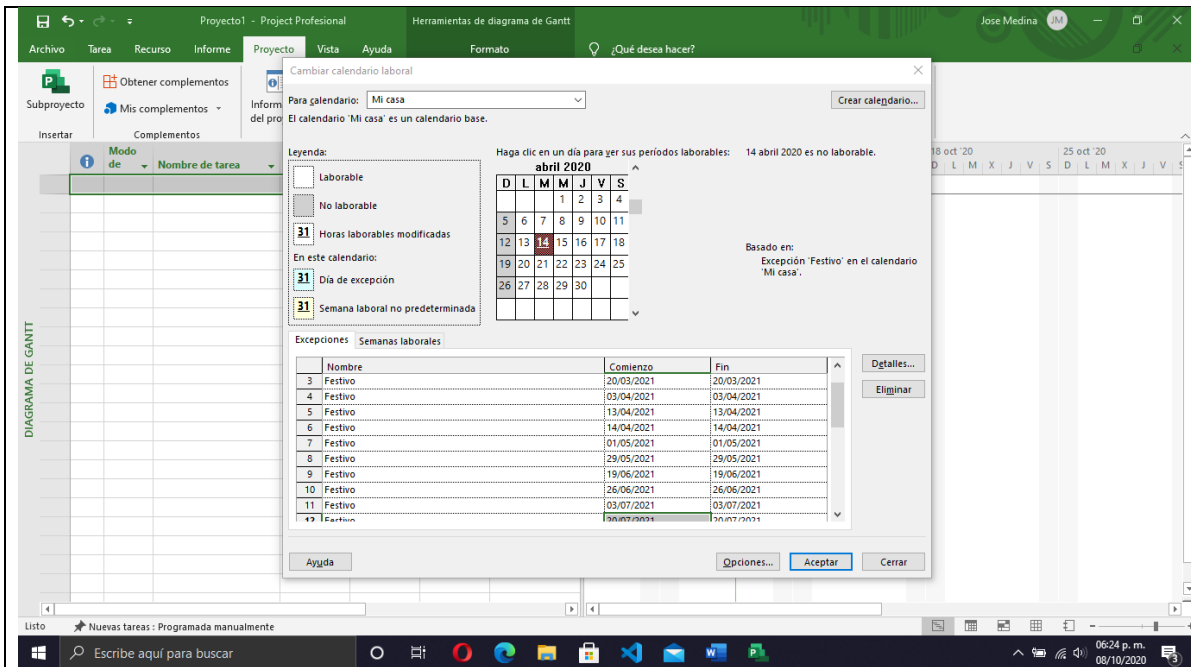 Proyecto1 - Project Profesional
Herramientas de diagrama de Gantt
Jose Medina
JM
Archivo Tarea Recurso Informe Proyecto Vista Ayuda Formato ¿Qué desea hacer?
Subproyecto
Insertar
Obtener complementos
Mis complementos
Complementos
Inform
del pro
Modo de
Nombre de tarea
DIAGRAMA DE GANTT
Cambiar calendario laboral
Para calendario: Mi casa
Crear calendario...
El calendario 'Mi casa' es un calendario base.
Leyenda:
Laborable
No laborable
31 Horas laborables modificadas
En este calendario:
31 Día de excepción
31 Semana laboral no predeterminada
Haga clic en un día para ver sus períodos laborables:
abril 2020
D L M M J V S
1 2 3 4
5 6 7 8 9 10 11
12 13 14 15 16 17 18
19 20 21 22 23 24 25
26 27 28 29 30
14 abril 2020 es no laborable.
Basado en:
Excepción 'Festivo' en el calendario
'Mi casa'.
Excepciones Semanas laborales
Nombre Comienzo Fin
3 Festivo 20/03/2021 20/03/2021
4 Festivo 03/04/2021 03/04/2021
5 Festivo 13/04/2021 13/04/2021
6 Festivo 14/04/2021 14/04/2021
7 Festivo 01/05/2021 01/05/2021
8 Festivo 29/05/2021 29/05/2021
9 Festivo 19/06/2021 19/06/2021
10 Festivo 26/06/2021 26/06/2021
11 Festivo 03/07/2021 03/07/2021
12 Festivo 20/07/2021 20/07/2021
Detalles...
Eliminar
Ayuda
Opciones... Aceptar Cerrar
18 oct '20 25 oct '20
D L M X J V S D L M X J V S
Listo
Nuevas tareas : Programada manualmente
Escribe aquí para buscar
06:24 p. m.
08/10/2020
3